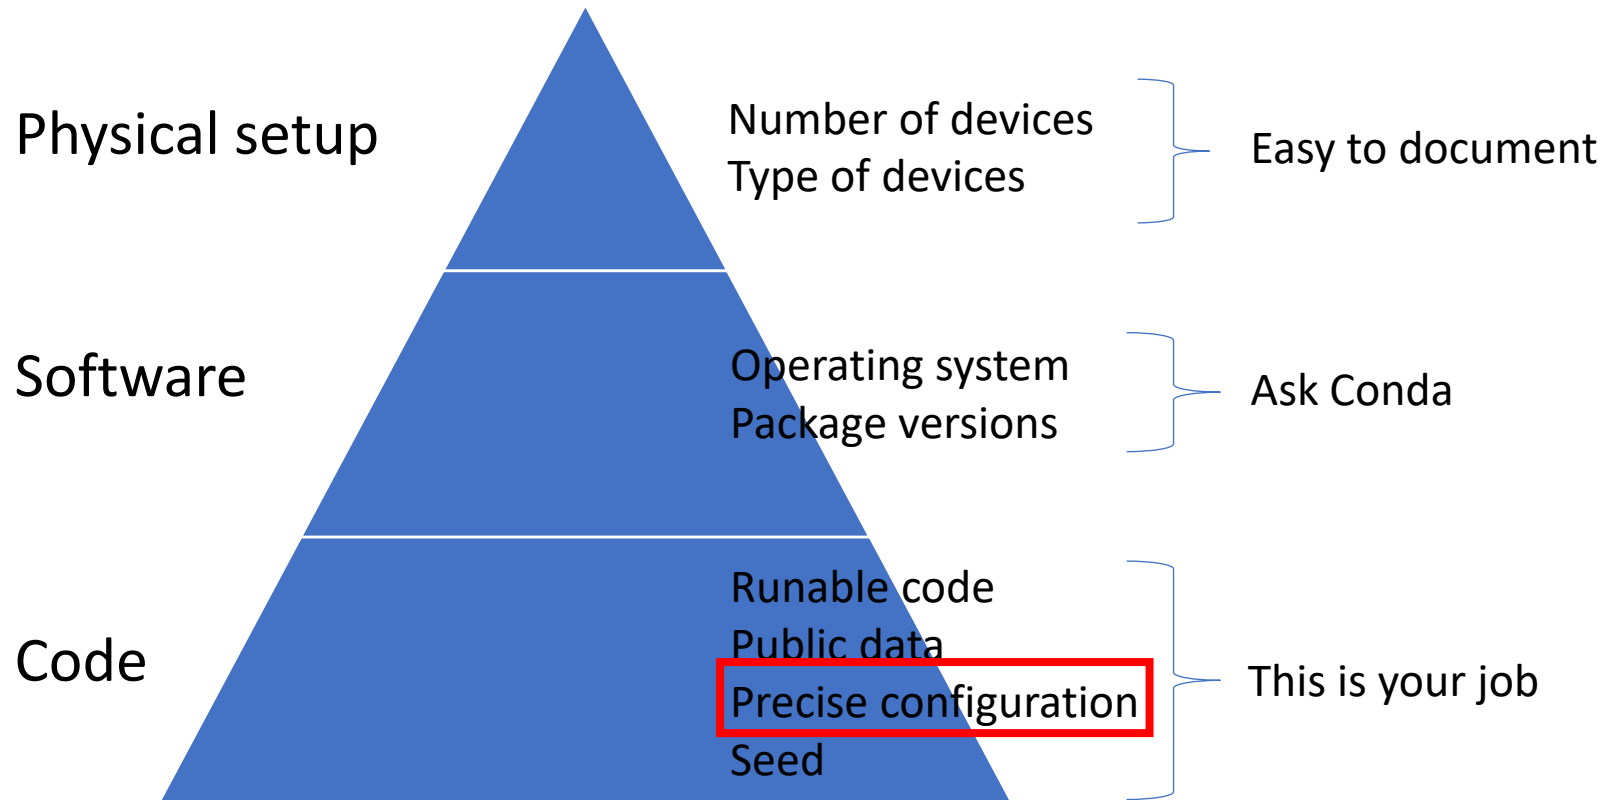 Physical setup
Number of devices
Type of devices
Easy to document
Software
Operating system
Package versions
Ask Conda
Code
Runable code
Public data
Precise configuration
Seed
This is your job